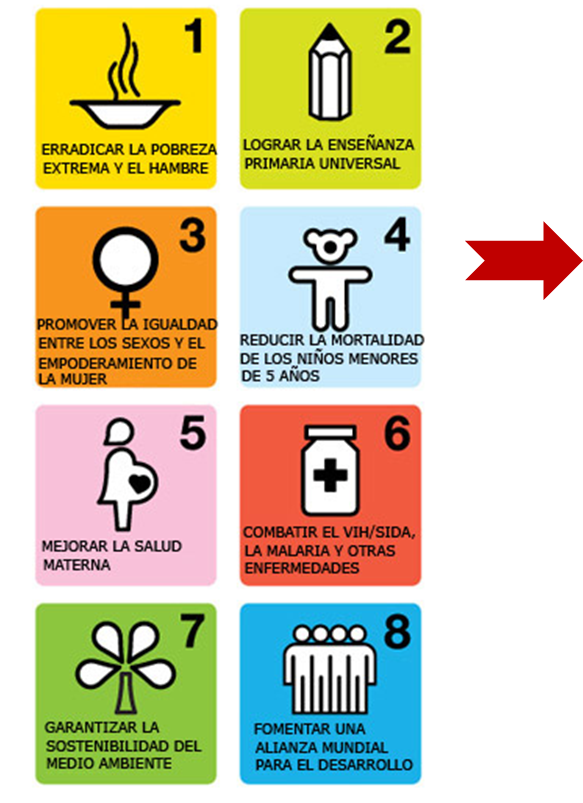 1
ERRADICAR LA POBREZA
EXTREMA Y EL HAMBRE
2
LOGRAR LA ENSEÑANZA
PRIMARIA UNIVERSAL
3
PROMOVER LA IGUALDAD
ENTRE LOS SEXOS Y EL
EMPODERAMIENTO DE
LA MUJER
4
REDUCIR LA MORTALIDAD
DE LOS NIÑOS MENORES
DE 5 AÑOS
5
MEJORAR LA SALUD
MATERNA
6
COMBATIR EL VIH/SIDA,
LA MALARIA Y OTRAS
ENFERMEDADES
7
GARANTIZAR LA
SOSTENIBILIDAD DEL
MEDIO AMBIENTE
8
FOMENTAR UNA
ALIANZA MUNDIAL
PARA EL DESARROLLO